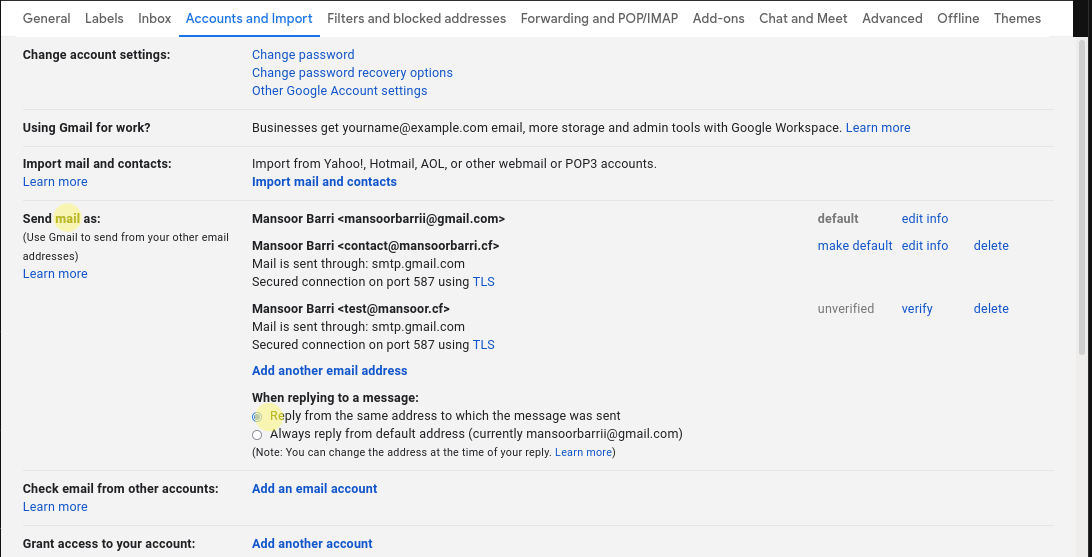 General Labels Inbox Accounts and Import Filters and blocked addresses Forwarding and POP/IMAP Add-ons Chat and Meet Advanced Offline Themes
Change account settings: Change password
Change password recovery options
Other Google Account settings
Using Gmail for work? Businesses get yourname@example.com email, more storage and admin tools with Google Workspace. Learn more
Import mail and contacts: Import from Yahoo!, Hotmail, AOL, or other webmail or POP3 accounts.
Learn more Import mail and contacts
Send mail as: Mansoor Barri <mansoorbarrii@gmail.com> default edit info
(Use Gmail to send from your other email
addresses)
Learn more
Mansoor Barri <contact@mansoorbarri.cf> make default edit info delete
Mail is sent through: smtp.gmail.com
Secured connection on port 587 using TLS
Mansoor Barri <test@mansoor.cf> unverified verify delete
Mail is sent through: smtp.gmail.com
Secured connection on port 587 using TLS
Add another email address
When replying to a message:
Reply from the same address to which the message was sent
Always reply from default address (currently mansoorbarrii@gmail.com)
(Note: You can change the address at the time of your reply. Learn more)
Check email from other accounts: Add an email account
Learn more
Grant access to your account: Add another account